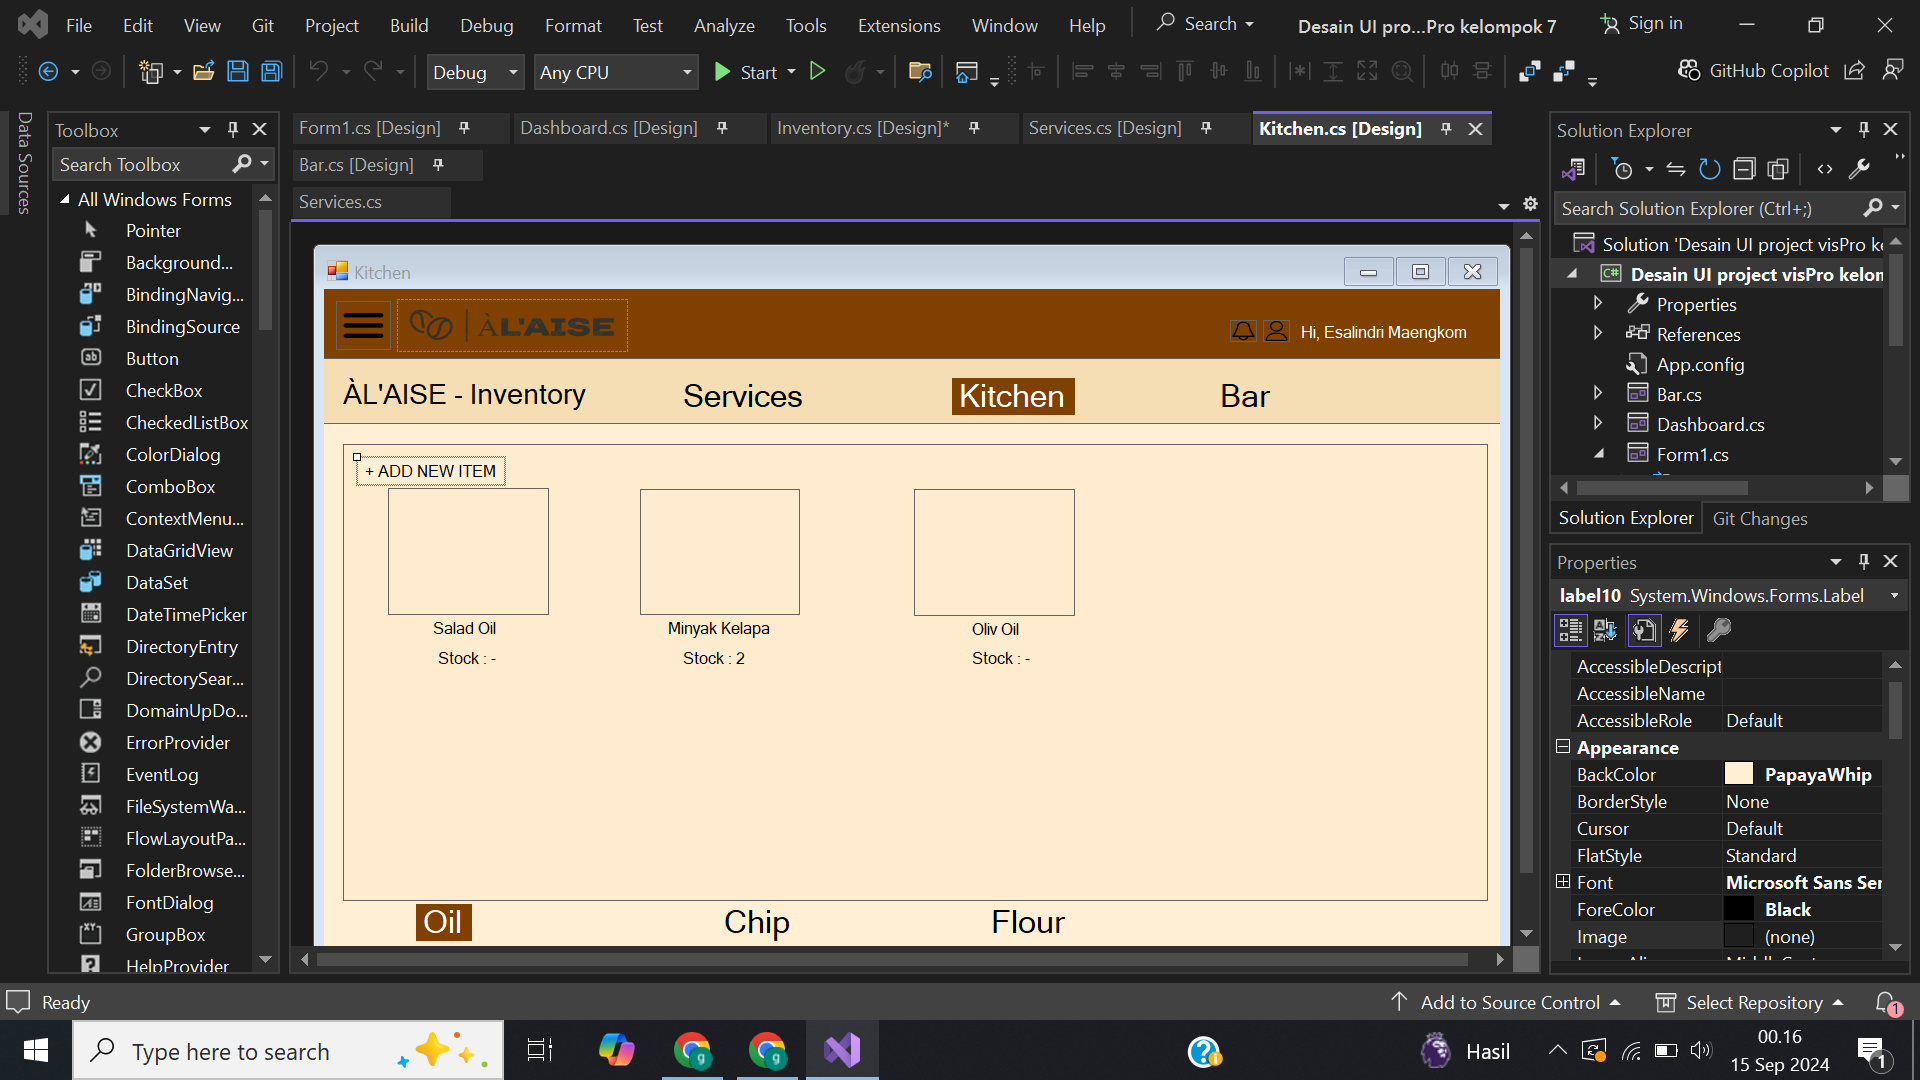 File Edit View Git Project Build Debug Format Test Analyze Tools Extensions Window Help Search Desain UI pro...Pro kelompok 7 Sign in
Debug Any CPU Start GitHub Copilot
Data Sources
Toolbox
Search Toolbox
All Windows Forms
Pointer
Background...
BindingNavig...
BindingSource
Button
CheckBox
CheckedListBox
ColorDialog
ComboBox
ContextMenu...
DataGridView
DataSet
DateTimePicker
DirectoryEntry
DirectorySear...
DomainUpDo...
ErrorProvider
EventLog
FileSystemWa...
FlowLayoutPa...
FolderBrowse...
FontDialog
GroupBox
HelpProvider
Form1.cs [Design] Dashboard.cs [Design] Inventory.cs [Design]* Services.cs [Design] Kitchen.cs [Design]
Bar.cs [Design]
Services.cs
Kitchen
ÀL'AISE
Hi, Esalindri Maengkom
ÀL'AISE - Inventory Services Kitchen Bar
+ ADD NEW ITEM
Salad Oil Minyak Kelapa Oliv Oil
Stock : - Stock : 2 Stock : -
Oil Chip Flour
Solution Explorer
Search Solution Explorer (Ctrl+;)
Solution 'Desain UI project visPro ke
Desain UI project visPro kelor
Properties
References
App.config
Bar.cs
Dashboard.cs
Form1.cs
Solution Explorer Git Changes
Properties
label10 System.Windows.Forms.Label
AccessibleDescript
AccessibleName
AccessibleRole Default
Appearance
BackColor PapayaWhip
BorderStyle None
Cursor Default
FlatStyle Standard
Font Microsoft Sans Ser
ForeColor Black
Image (none)
Ready Add to Source Control Select Repository 1
Type here to search Hasil 00.16
15 Sep 2024 1